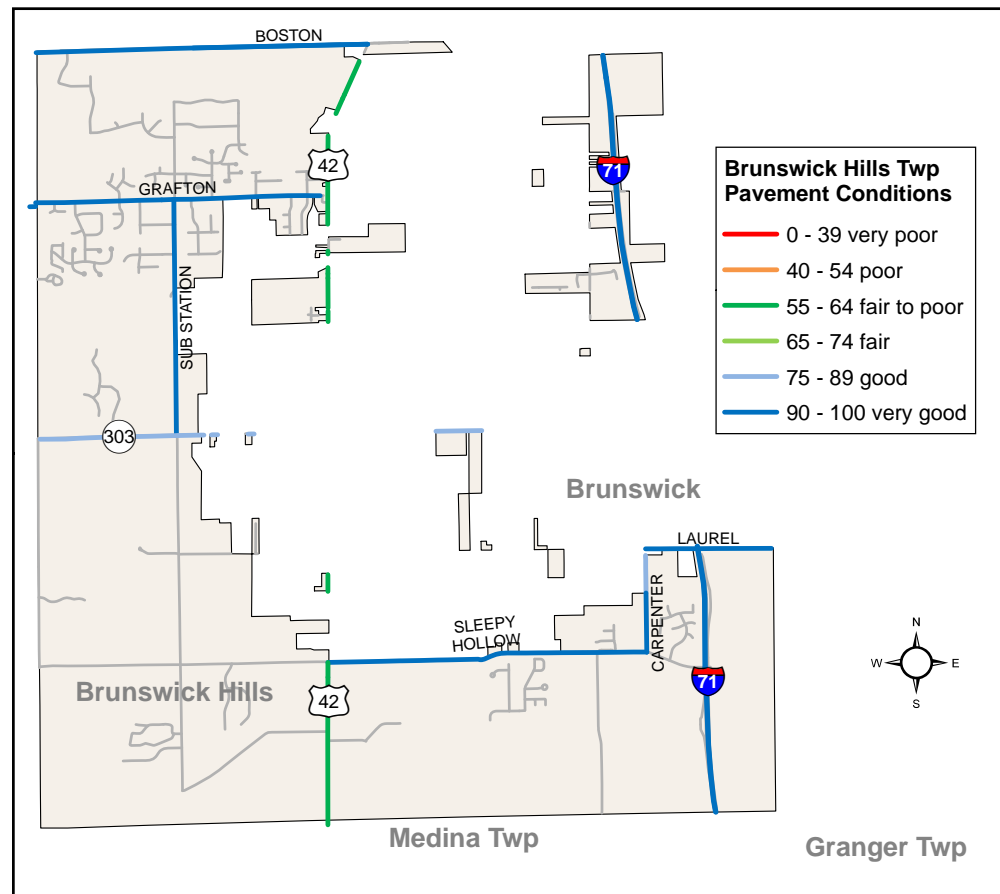 BOSTON
42
71
GRAFTON
SUB STATION
303
Brunswick Hills Twp
Pavement Conditions
0 - 39 very poor
40 - 54 poor
55 - 64 fair to poor
65 - 74 fair
75 - 89 good
90 - 100 very good
Brunswick
LAUREL
CARPENTER
SLEEPY
HOLLOW
N
W
E
S
71
Brunswick Hills
42
Medina Twp
Granger Twp